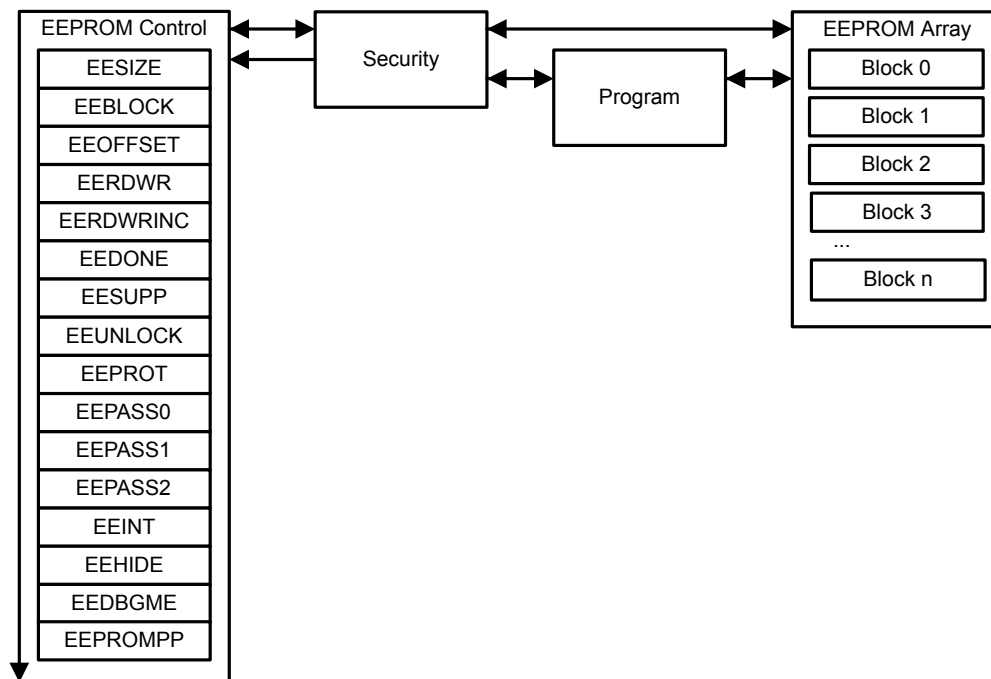 EEPROM Control
EESIZE
EEBLOCK
EEOFFSET
EERDWR
EERDWRINC
EEDONE
EESUPP
EEUNLOCK
EEPROT
EEPASS0
EEPASS1
EEPASS2
EEINT
EEHIDE
EEDBGME
EEPROMPP
Security
Program
EEPROM Array
Block 0
Block 1
Block 2
Block 3
...
Block n